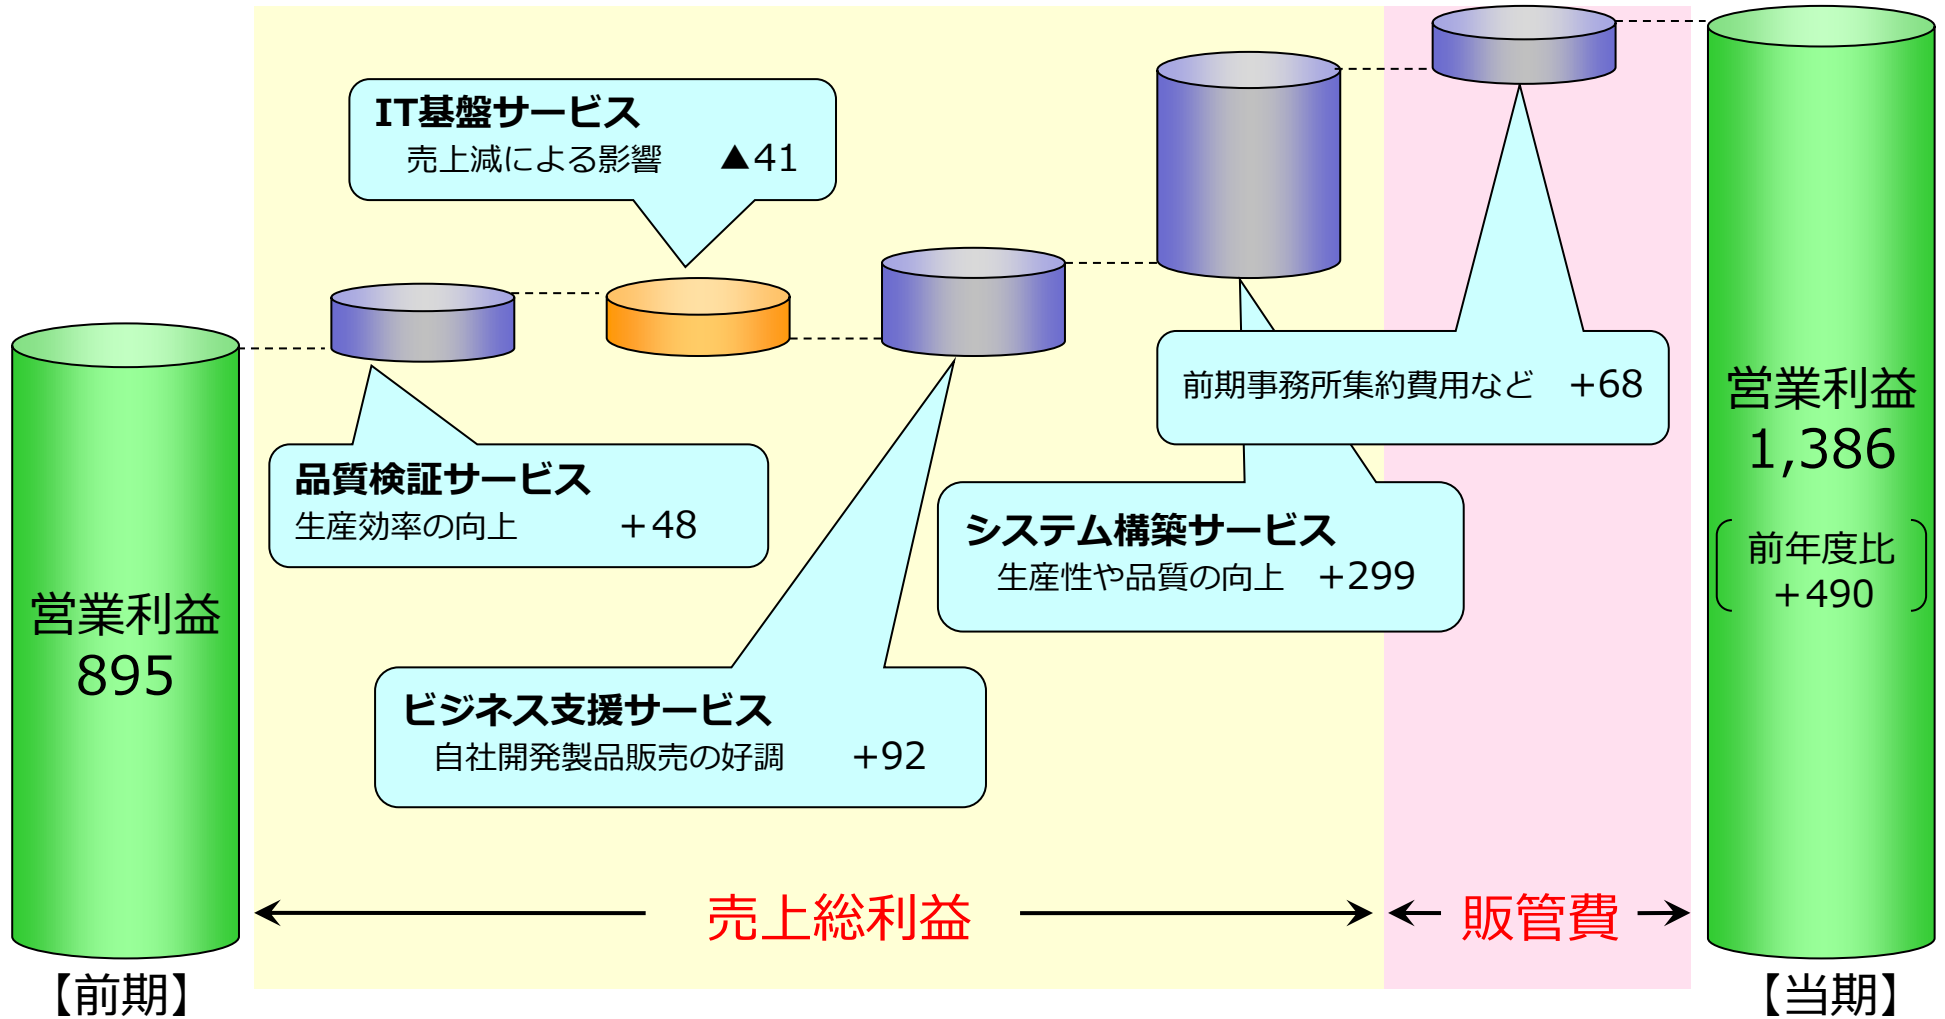 IT基盤サービス
売上減による影響 ▲41
前期事務所集約費用など +68
品質検証サービス
生産効率の向上 +48
システム構築サービス
生産性や品質の向上 +299
ビジネス支援サービス
自社開発製品販売の好調 +92
営業利益
895
営業利益
1,386
前年度比
+490
売上総利益
販管費
【前期】
【当期】